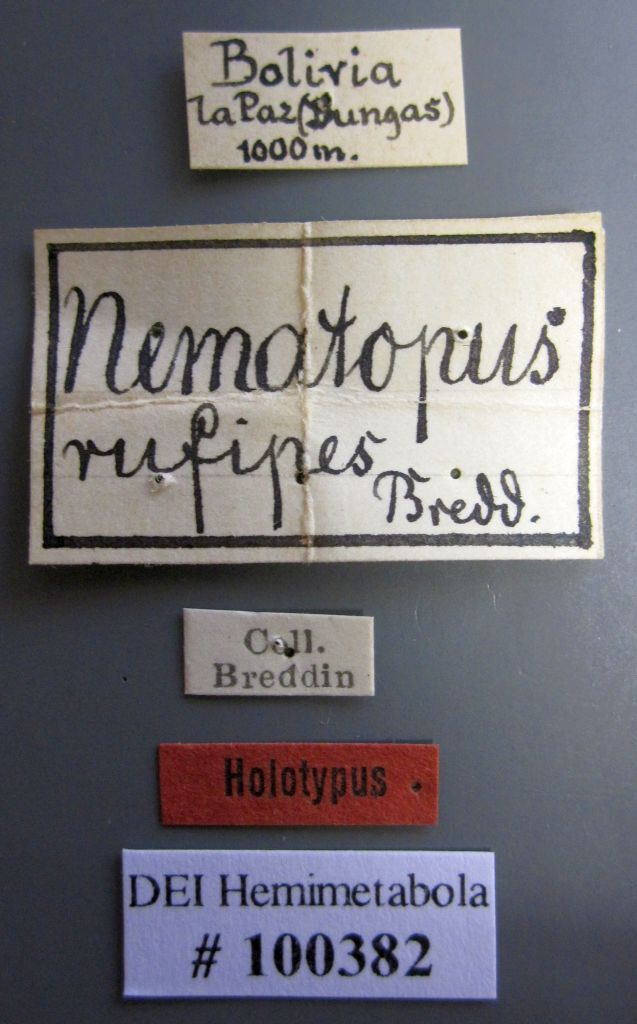 Bolivia
La Paz (Yungas)
1000 m.
Nematopus
rufipes
Bredd.
Coll.
Breddin
Holotypus
DEI Hemimetabola
# 100382